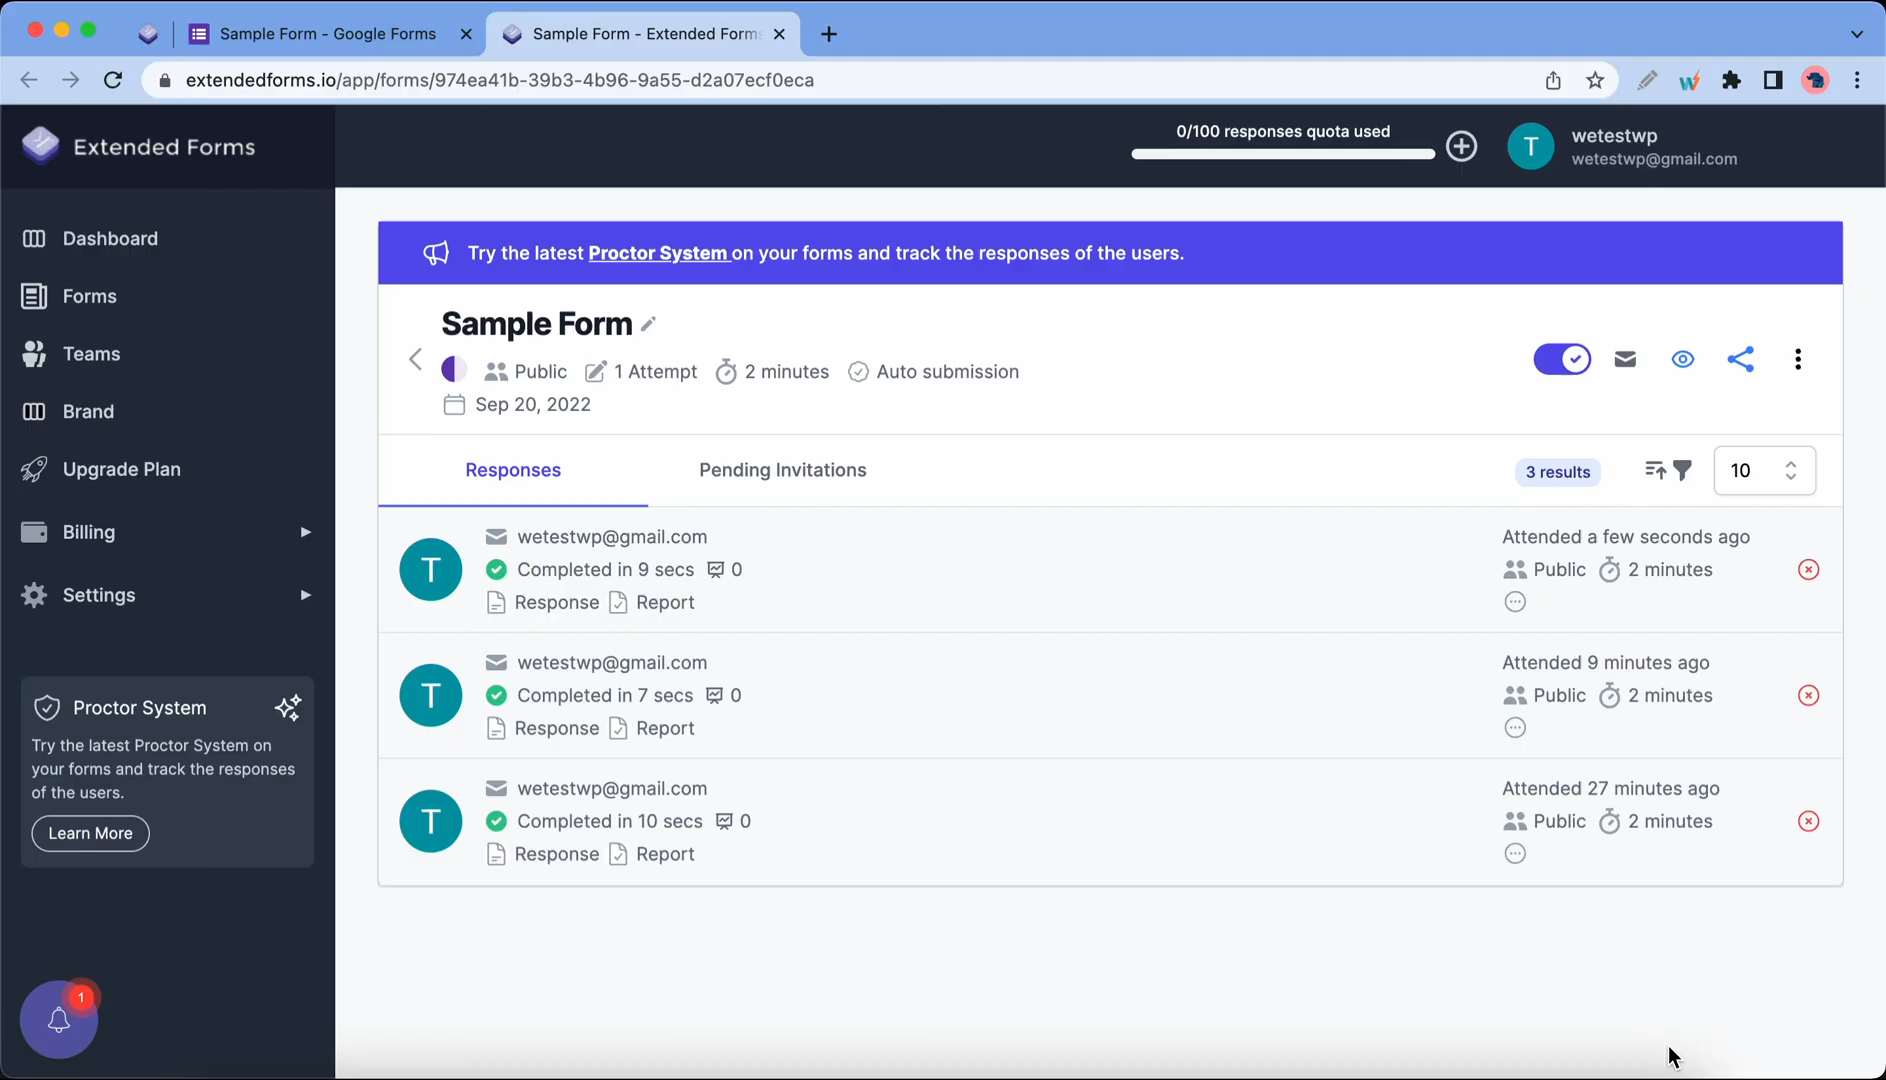 Sample Form - Google Forms
Sample Form - Extended Form
extendedforms.io/app/forms/974ea41b-39b3-4b96-9a55-d2a07ecf0eca
Extended Forms
0/100 responses quota used
T
wetestwp
wetestwp@gmail.com
Dashboard
Forms
Teams
Brand
Upgrade Plan
Billing
Settings
Proctor System
Try the latest Proctor System on
your forms and track the responses
of the users.
Learn More
1
Try the latest Proctor System on your forms and track the responses of the users.
Sample Form
Public 1 Attempt 2 minutes Auto submission
Sep 20, 2022
Responses Pending Invitations 3 results 10
T
wetestwp@gmail.com
Completed in 9 secs 0
Response Report
Attended a few seconds ago
Public 2 minutes
T
wetestwp@gmail.com
Completed in 7 secs 0
Response Report
Attended 9 minutes ago
Public 2 minutes
T
wetestwp@gmail.com
Completed in 10 secs 0
Response Report
Attended 27 minutes ago
Public 2 minutes